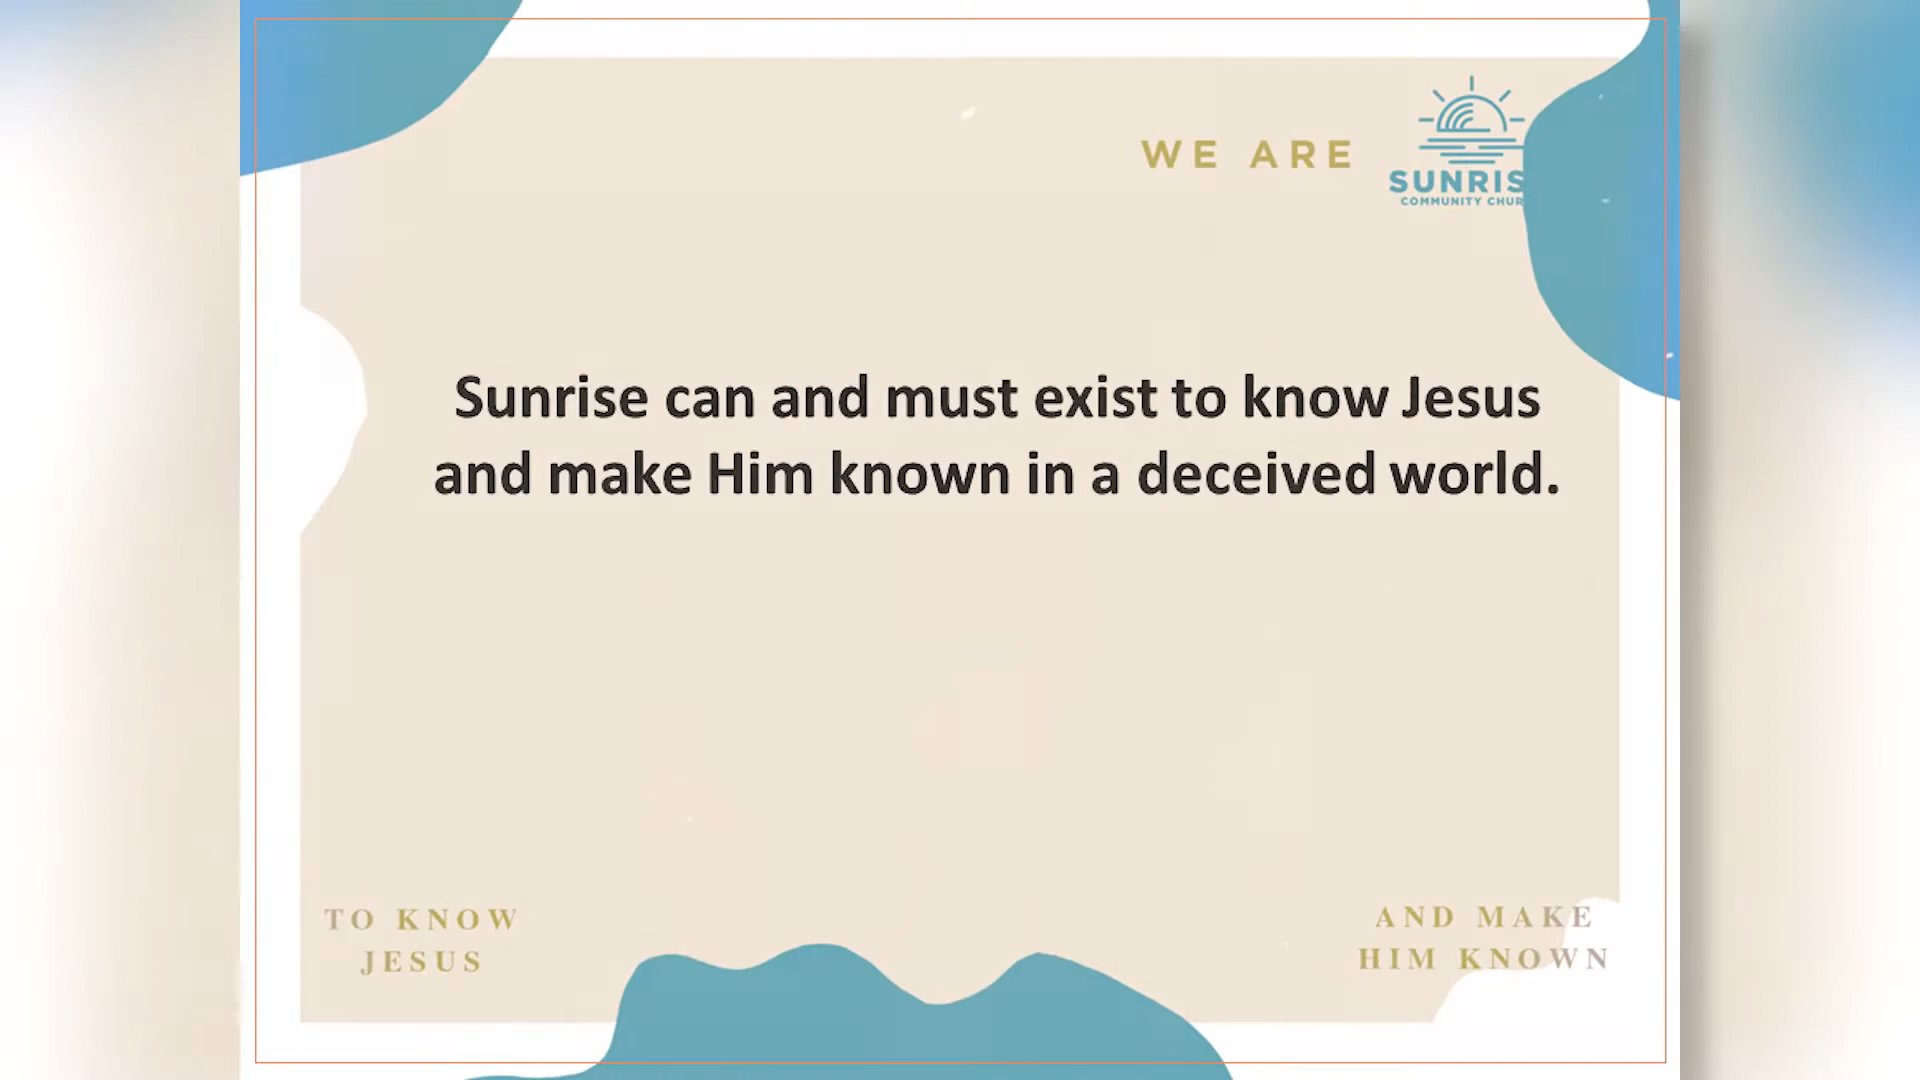 WE ARE
SUNRIS
COMMUNITY CHUR
Sunrise can and must exist to know Jesus
and make Him known in a deceived world.
TO KNOW
JESUS
AND MAKE
HIM KNOWN